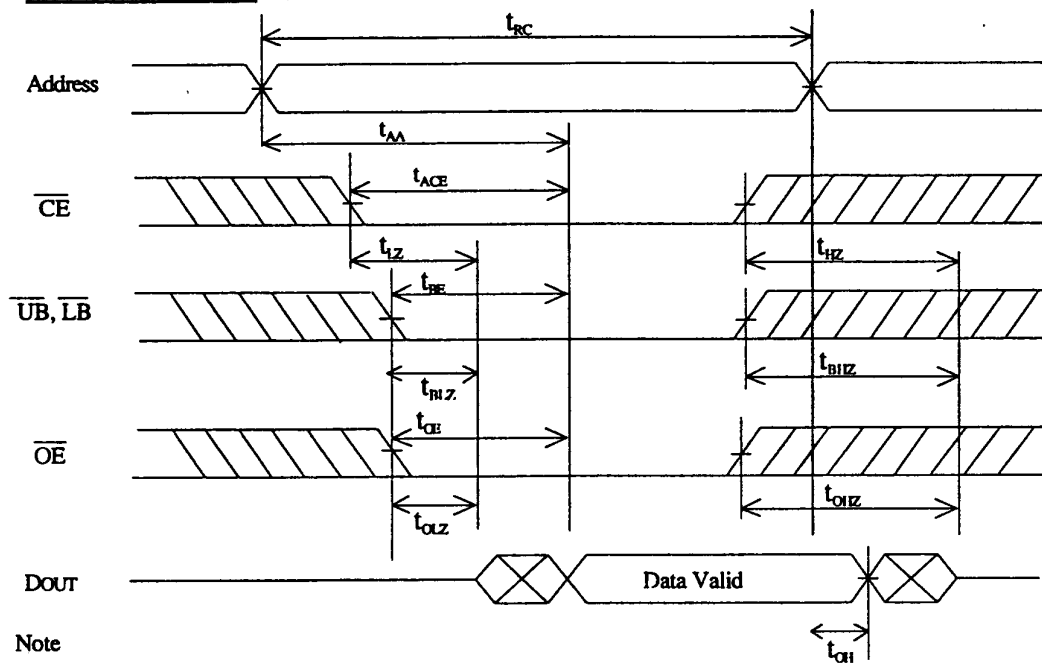 tRC
Address
tAA
CE
tACE
tLZ
tHZ
UB, LB
tBE
tBLZ
tBHZ
OE
tOE
tOLZ
tOHZ
DOUT
Data Valid
Note
tOH